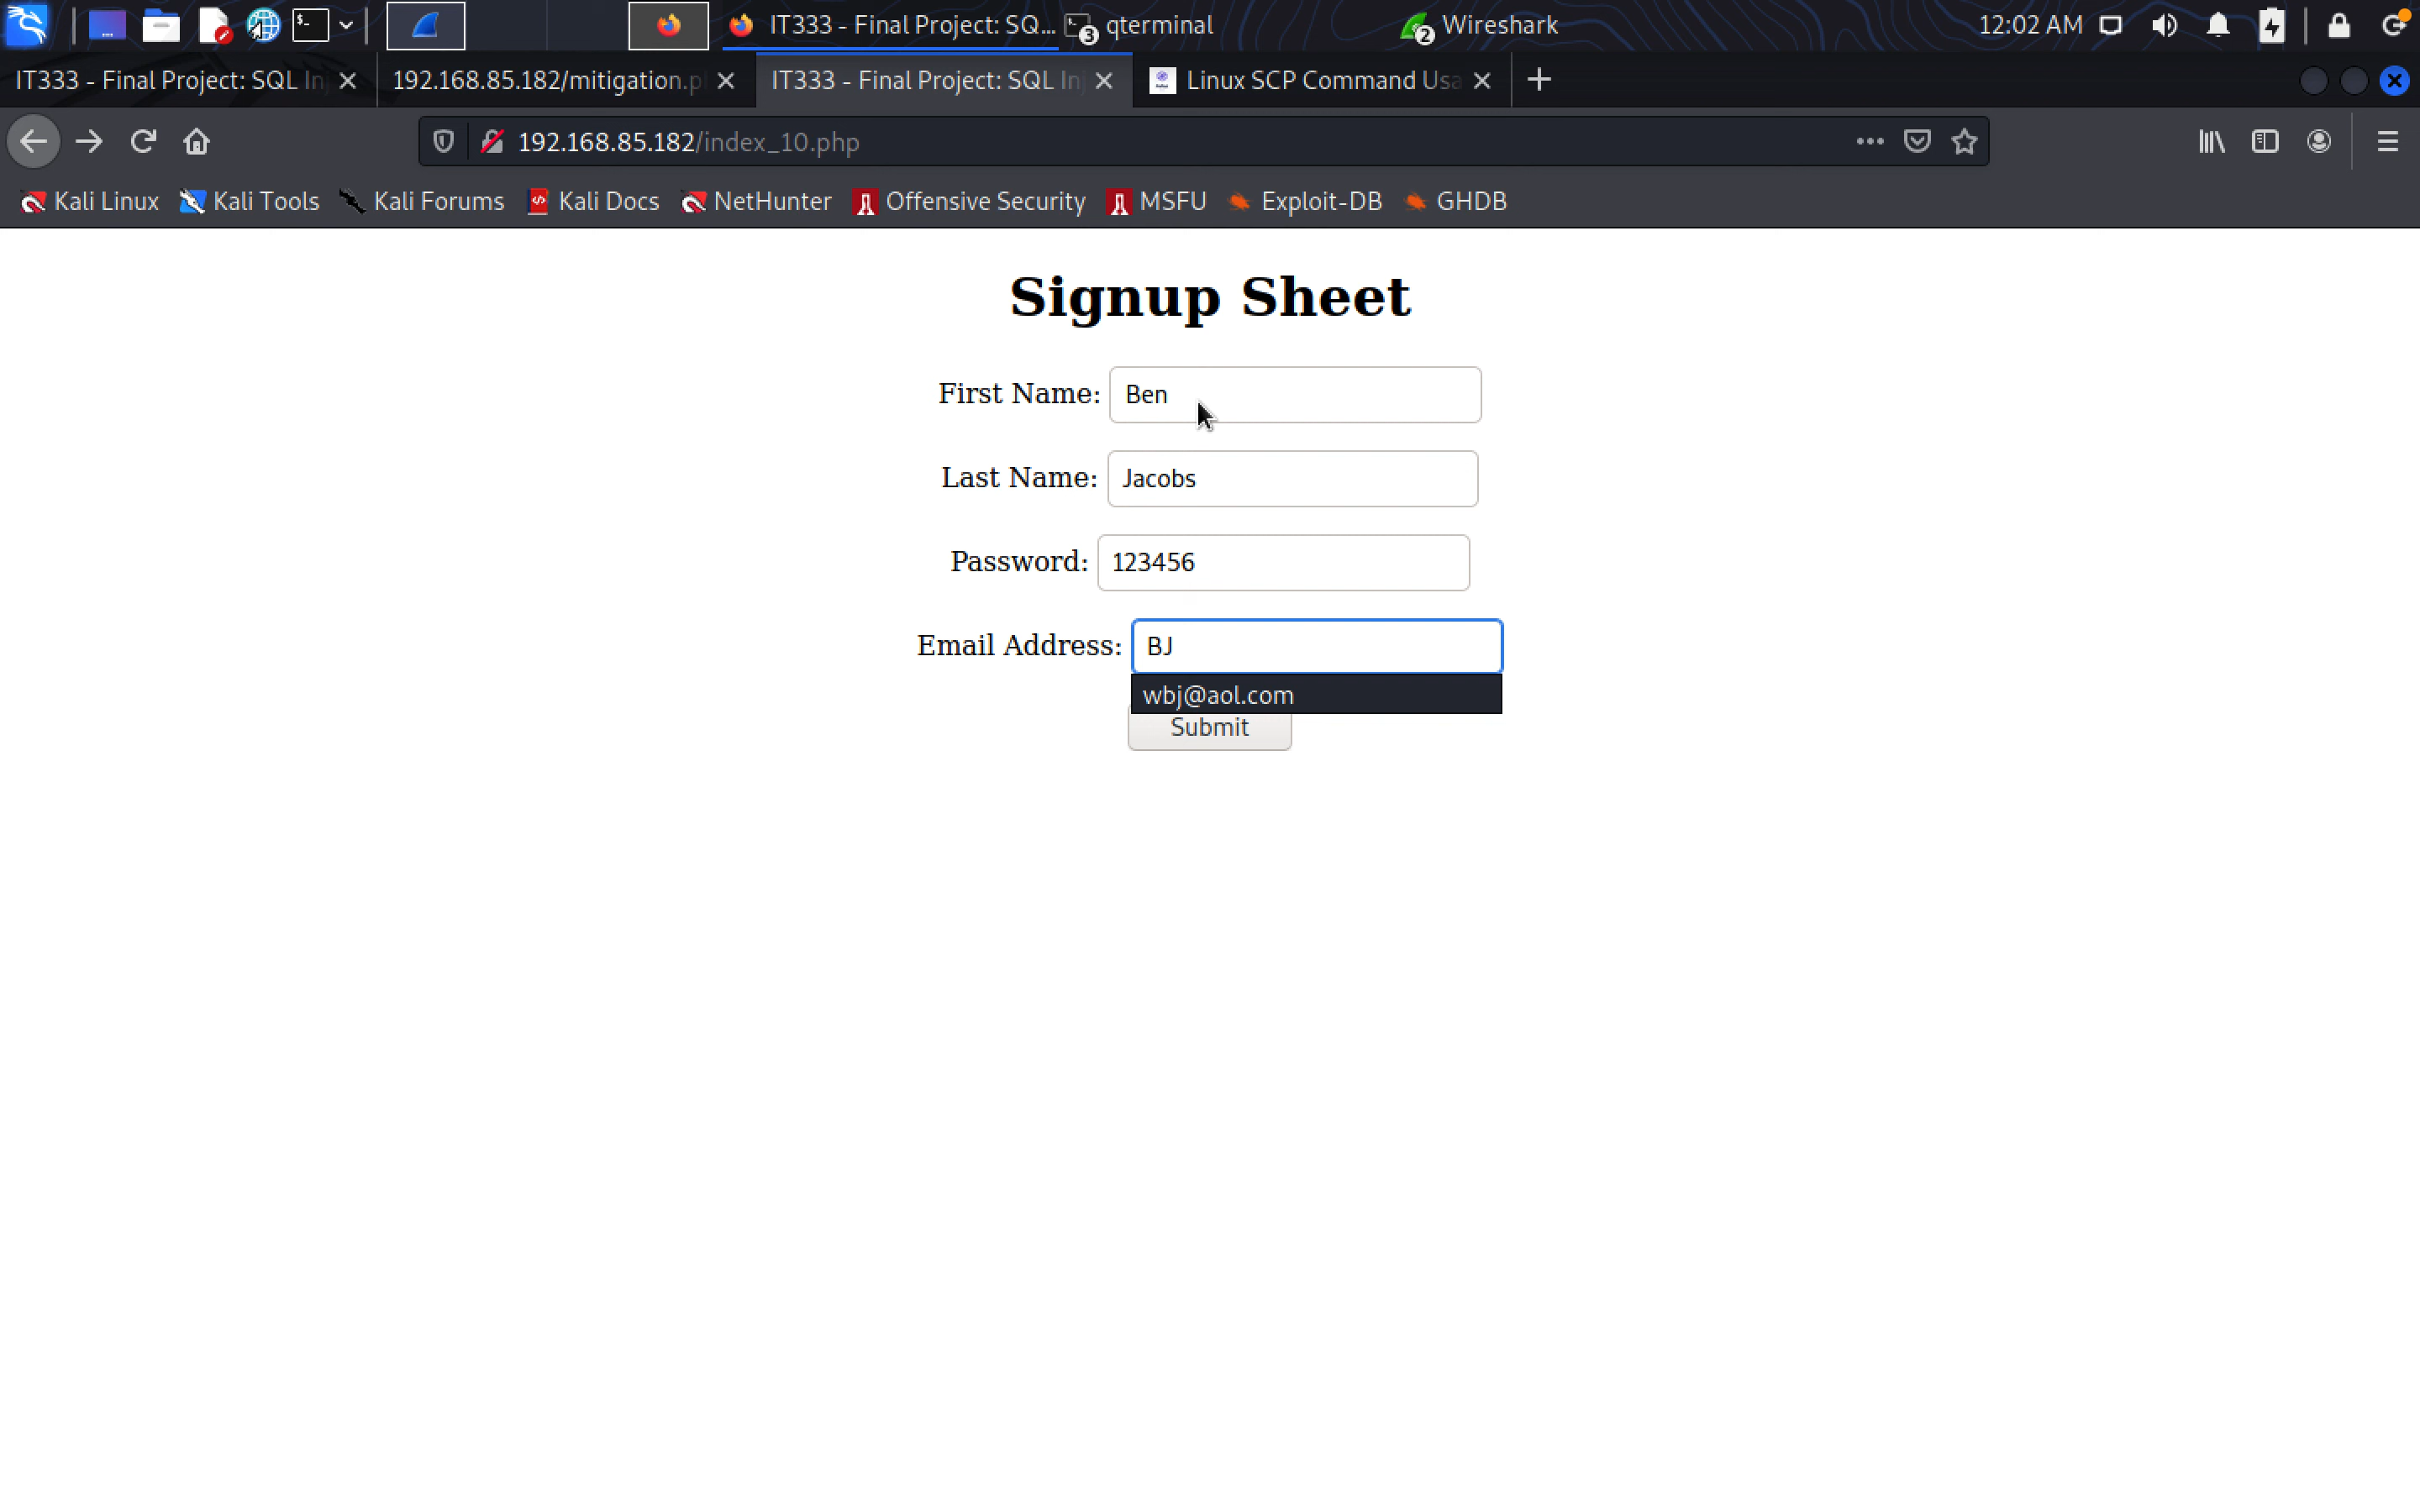 IT333 - Final Project: SQ... 3 qterminal 2 Wireshark 12:02 AM
IT333 - Final Project: SQL In 192.168.85.182/mitigation.p IT333 - Final Project: SQL In Linux SCP Command Usa
192.168.85.182/index_10.php
Kali Linux Kali Tools Kali Forums Kali Docs NetHunter Offensive Security MSFU Exploit-DB GHDB
Signup Sheet
First Name: Ben
Last Name: Jacobs
Password: 123456
Email Address: BJ
wbj@aol.com
Submit